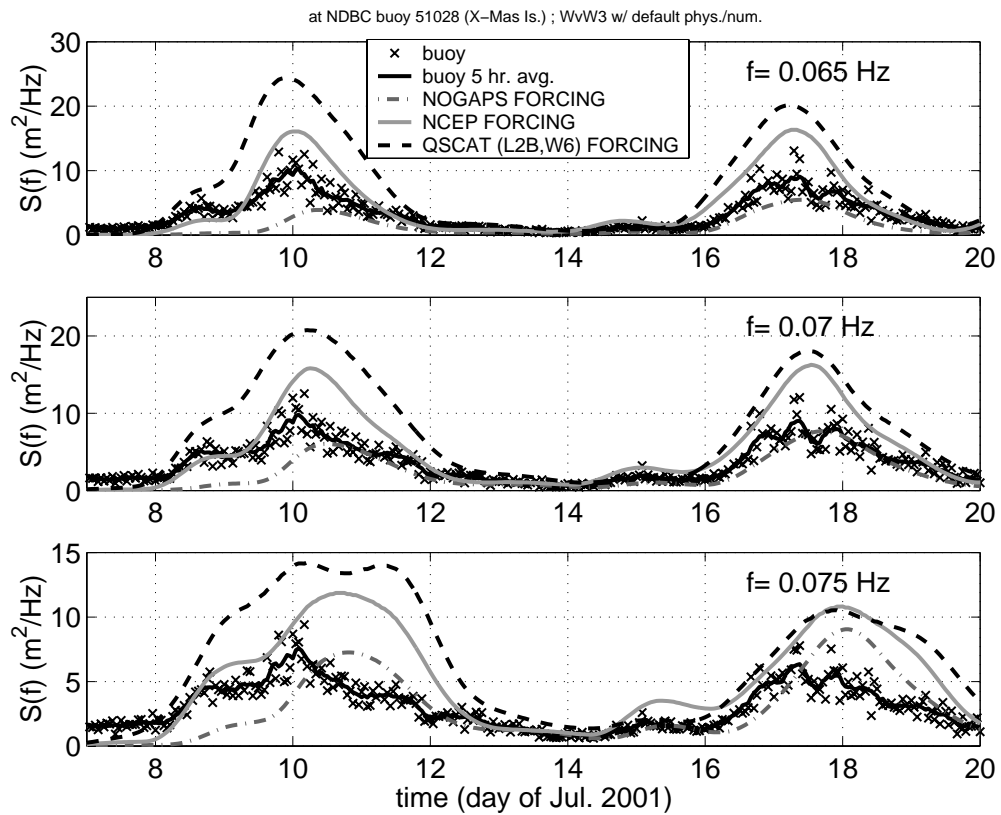 at NDBC buoy 51028 (X−Mas Is.) ; WvW3 w/ default phys./num.
30
20
10
0
S(f) (m²/Hz)
buoy
buoy 5 hr. avg.
NOGAPS FORCING
NCEP FORCING
QSCAT (L2B,W6) FORCING
f= 0.065 Hz
8 10 12 14 16 18 20
20
10
0
S(f) (m²/Hz)
f= 0.07 Hz
8 10 12 14 16 18 20
15
10
5
0
S(f) (m²/Hz)
f= 0.075 Hz
8 10 12 14 16 18 20
time (day of Jul. 2001)